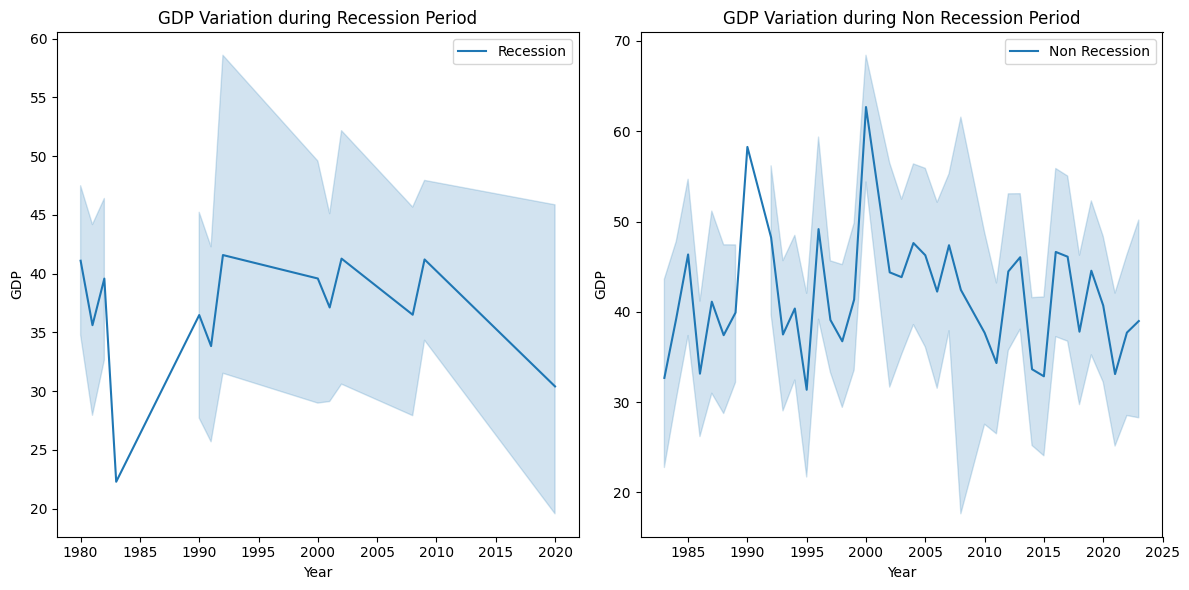 GDP Variation during Recession Period
Recession
60
55
50
45
40
35
30
25
20
GDP
1980 1985 1990 1995 2000 2005 2010 2015 2020
Year
GDP Variation during Non Recession Period
Non Recession
70
60
50
40
30
20
GDP
1985 1990 1995 2000 2005 2010 2015 2020 2025
Year